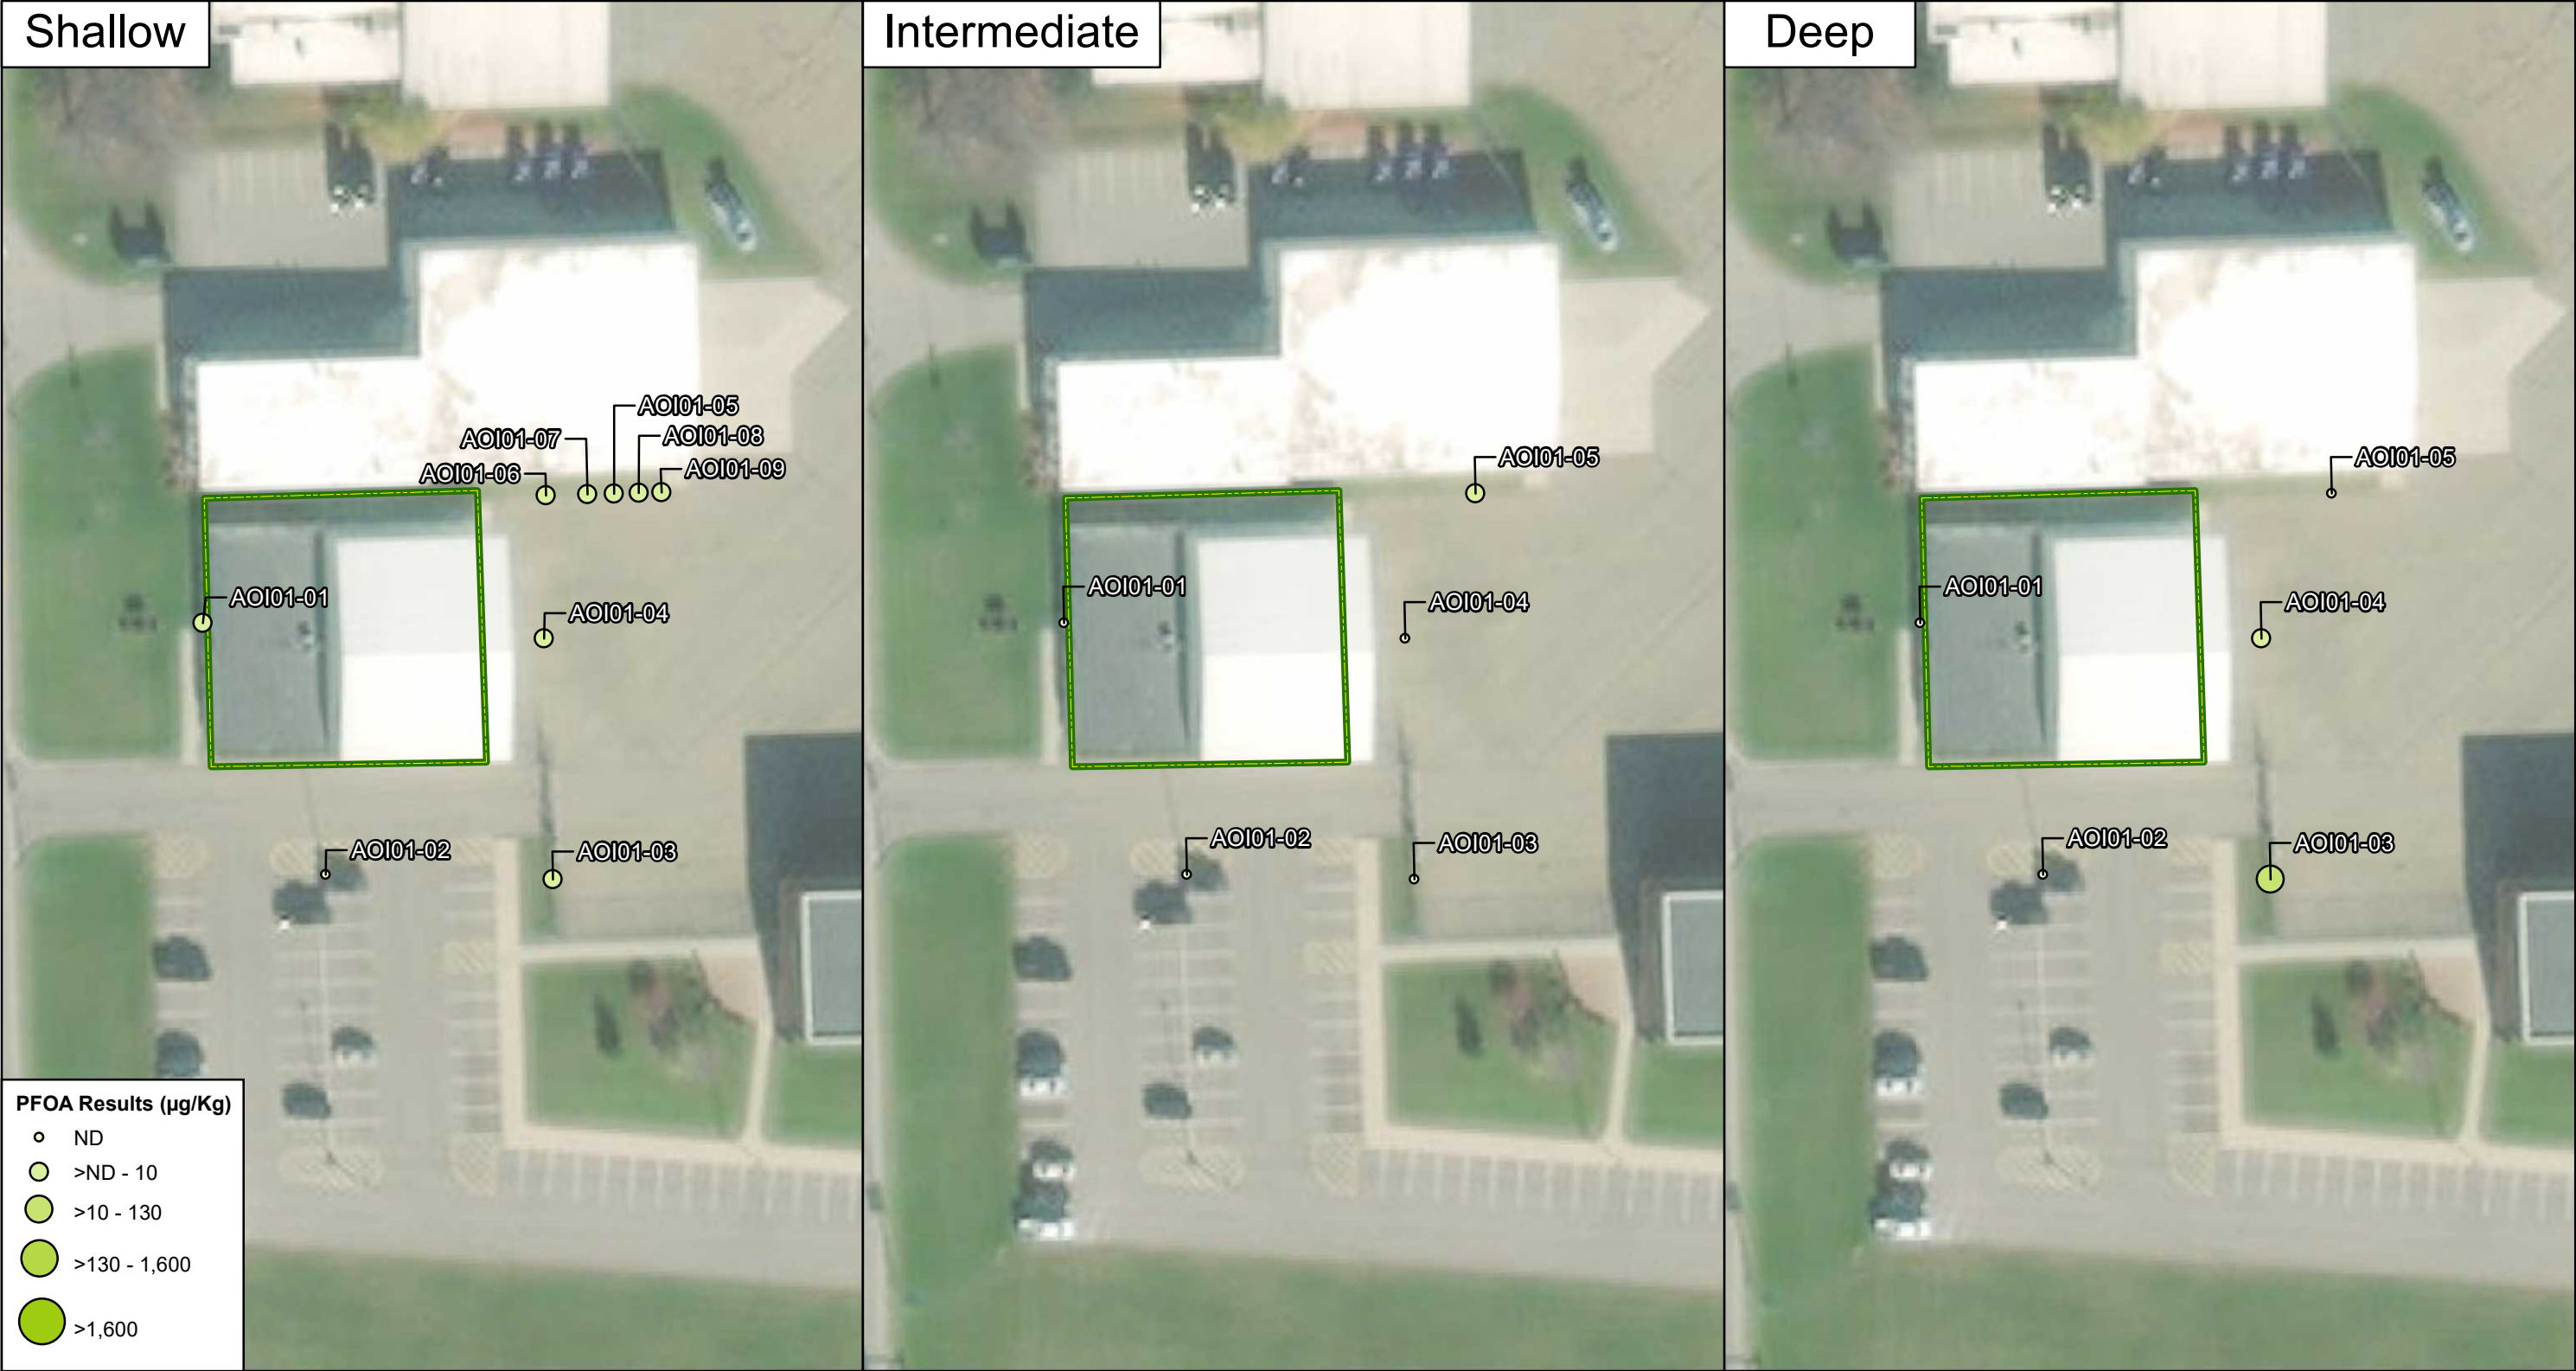 Shallow
AOI01-05
AOI01-07
AOI01-08
AOI01-06
AOI01-09
AOI01-01
AOI01-04
AOI01-02
AOI01-03
PFOA Results (µg/Kg)
ND
>ND - 10
>10 - 130
>130 - 1,600
>1,600
Intermediate
AOI01-05
AOI01-01
AOI01-04
AOI01-02
AOI01-03
Deep
AOI01-05
AOI01-01
AOI01-04
AOI01-02
AOI01-03